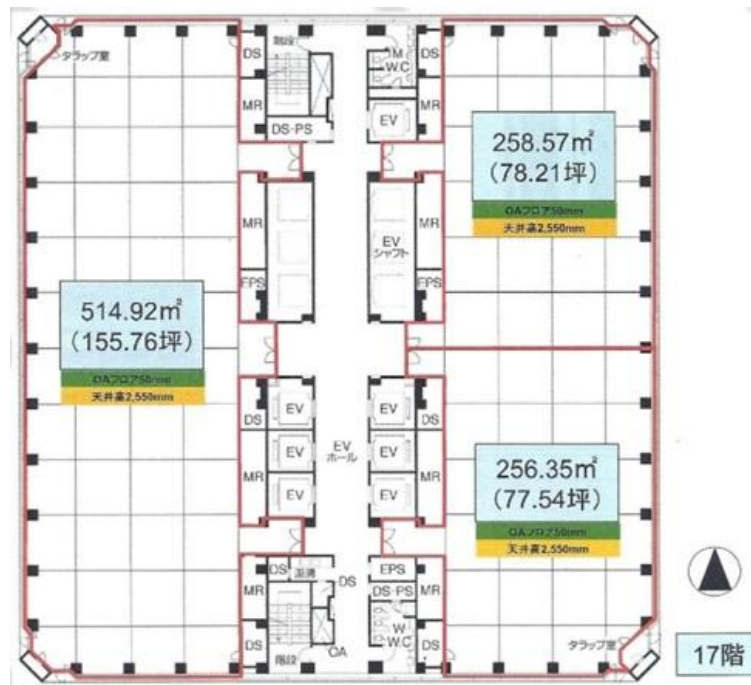 タラップ室
DS
階段
M
W.C
DS
MR
DS·PS
EV
MR
258.57㎡
(78.21坪)
OAフロア50mm
天井高2,550mm
MR
EV
シャフト
MR
EPS
EPS
514.92㎡
(155.76坪)
OAフロア50mm
天井高2,550mm
DS
EV
EV
DS
MR
EV
EV
ホール
EV
MR
EV
EV
256.35㎡
(77.54坪)
OAフロア50mm
天井高2,550mm
DS
湯沸
DS
EPS
MR
DS·PS
MR
W
W.C
DS
階段
OA
DS
タラップ室
17階